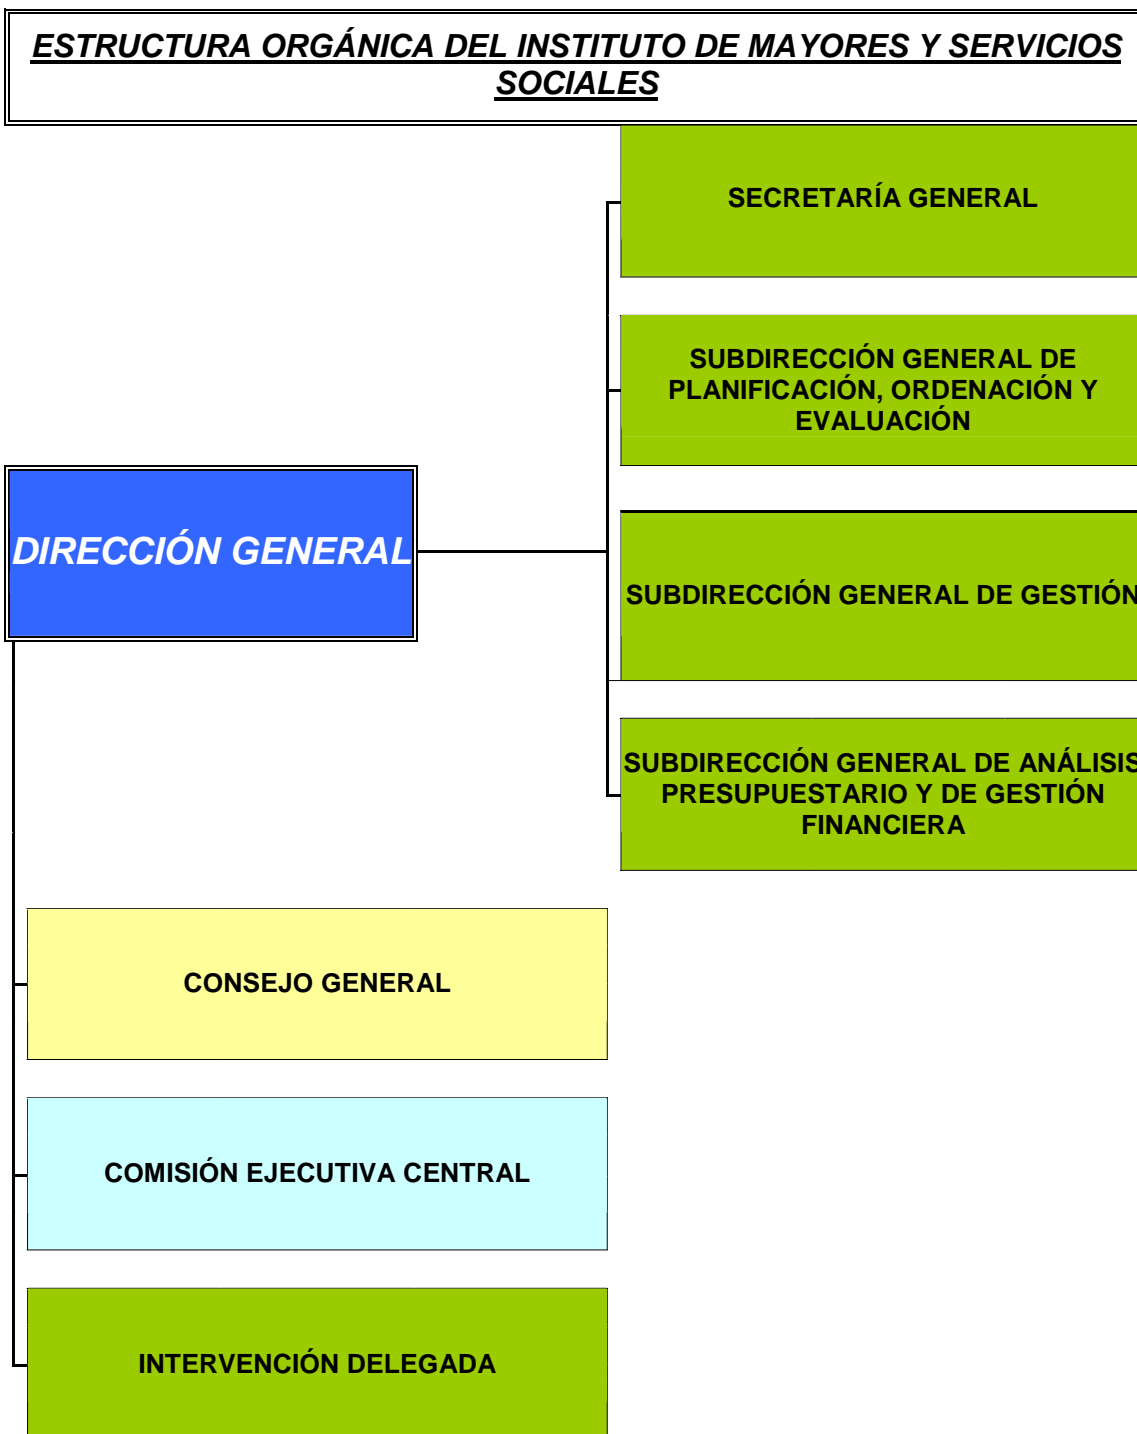 ESTRUCTURA ORGÁNICA DEL INSTITUTO DE MAYORES Y SERVICIOS
SOCIALES
SECRETARÍA GENERAL
SUBDIRECCIÓN GENERAL DE
PLANIFICACIÓN, ORDENACIÓN Y
EVALUACIÓN
DIRECCIÓN GENERAL
SUBDIRECCIÓN GENERAL DE GESTIÓN
SUBDIRECCIÓN GENERAL DE ANÁLISIS
PRESUPUESTARIO Y DE GESTIÓN
FINANCIERA
CONSEJO GENERAL
COMISIÓN EJECUTIVA CENTRAL
INTERVENCIÓN DELEGADA